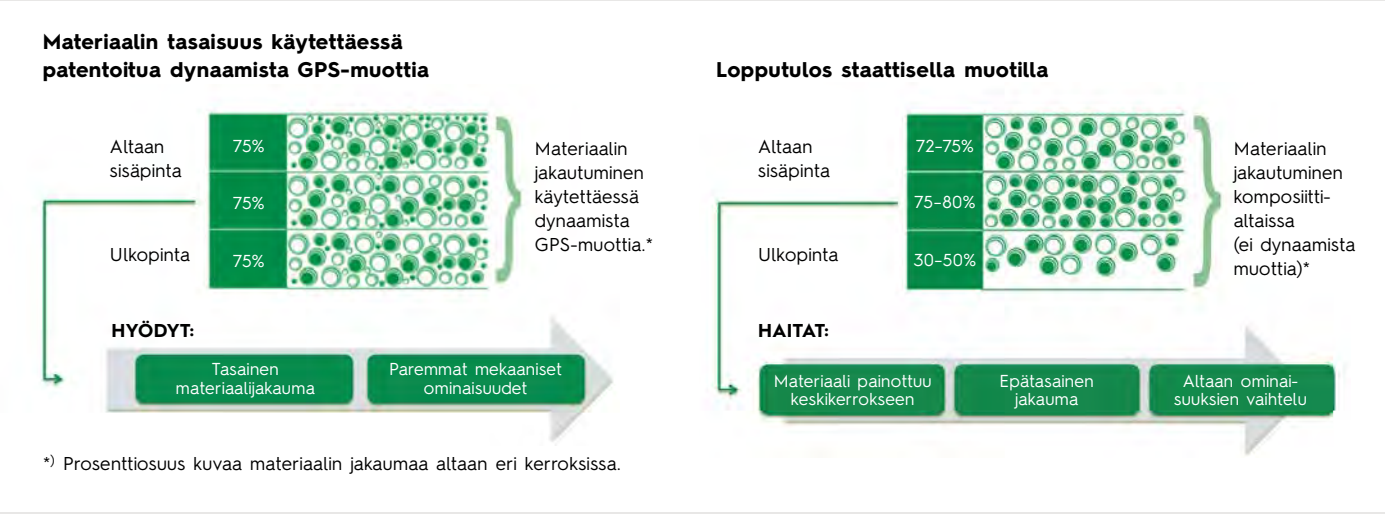 Materiaalin tasaisuus käytettäessä
patentoitua dynaamista GPS-muottia
Altaan
sisäpinta
Ulkopinta
75%
75%
75%
Materiaalin
jakautuminen
käytettäessä
dynaamista
GPS-muottia.*
HYÖDYT:
Tasainen
materiaalijakauma
Paremmat mekaaniset
ominaisuudet
*) Prosenttiosuus kuvaa materiaalin jakaumaa altaan eri kerroksissa.
Lopputulos staattisella muotilla
Altaan
sisäpinta
Ulkopinta
72–75%
75–80%
30–50%
Materiaalin
jakautuminen
komposiitti-
altaissa
(ei dynaamista
muottia)*
HAITAT:
Materiaali painottuu
keskikerrokseen
Epätasainen
jakauma
Altaan ominai-
suuksien vaihtelu